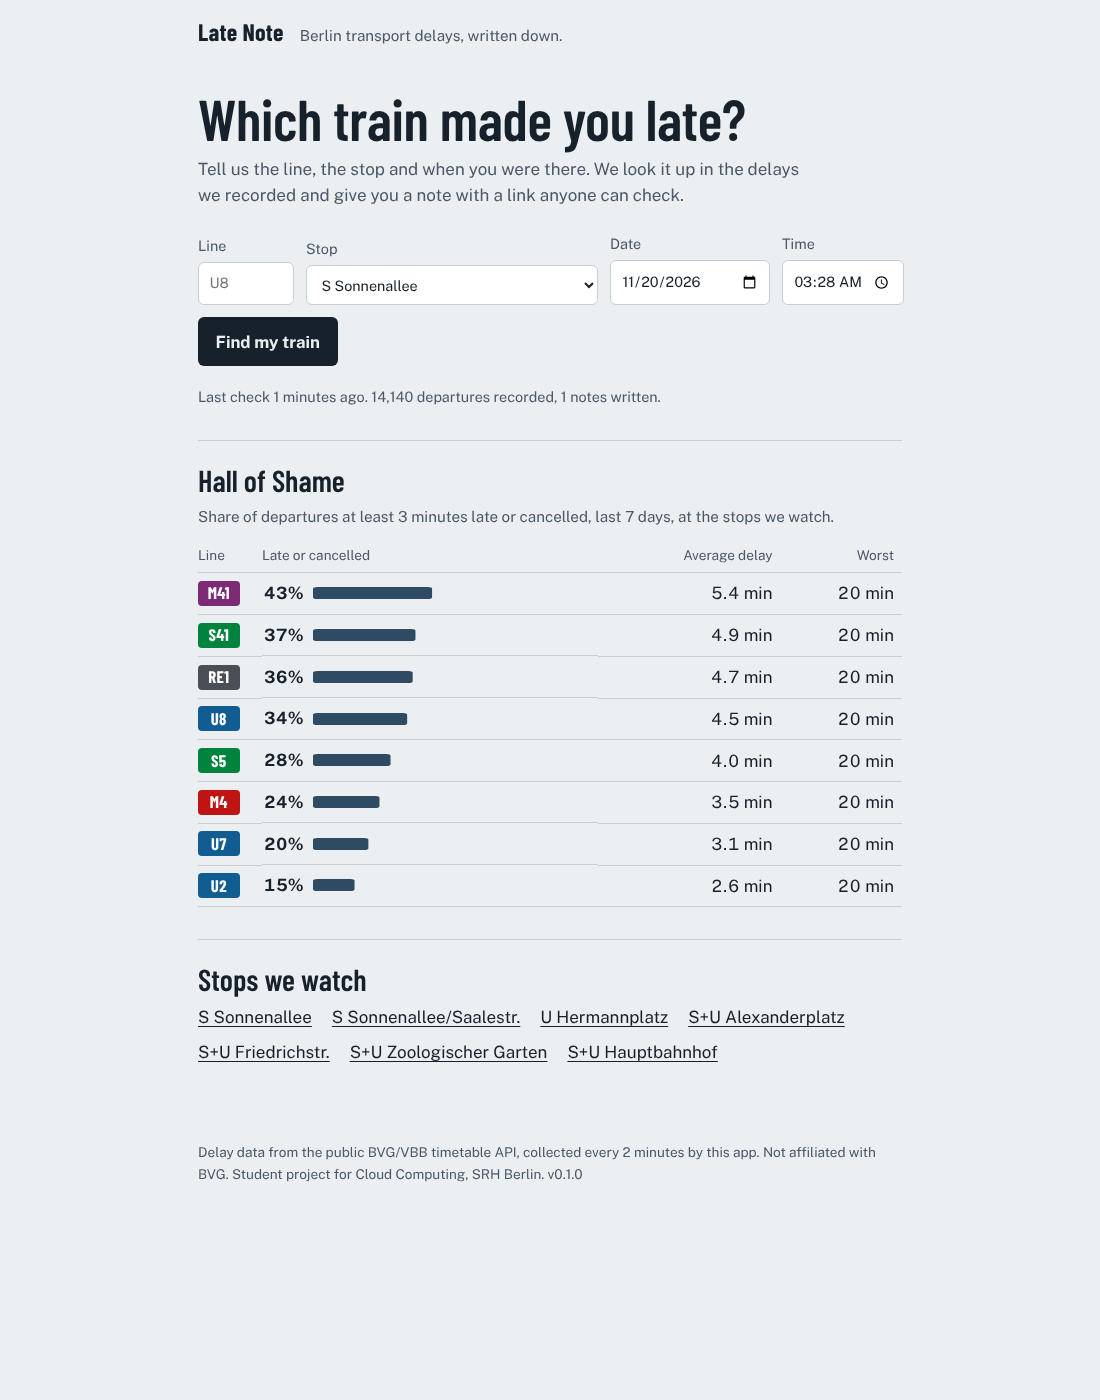 Late Note Berlin transport delays, written down.
Which train made you late?
Tell us the line, the stop and when you were there. We look it up in the delays
we recorded and give you a note with a link anyone can check.
Line Stop Date Time
U8 S Sonnenallee 11/20/2026 03:28 AM
Find my train
Last check 1 minutes ago. 14,140 departures recorded, 1 notes written.
Hall of Shame
Share of departures at least 3 minutes late or cancelled, last 7 days, at the stops we watch.
Line Late or cancelled Average delay Worst
M41 43% 5.4 min 20 min
S41 37% 4.9 min 20 min
RE1 36% 4.7 min 20 min
U8 34% 4.5 min 20 min
S5 28% 4.0 min 20 min
M4 24% 3.5 min 20 min
U7 20% 3.1 min 20 min
U2 15% 2.6 min 20 min
Stops we watch
S Sonnenallee S Sonnenallee/Saalestr. U Hermannplatz S+U Alexanderplatz
S+U Friedrichstr. S+U Zoologischer Garten S+U Hauptbahnhof
Delay data from the public BVG/VBB timetable API, collected every 2 minutes by this app. Not affiliated with
BVG. Student project for Cloud Computing, SRH Berlin. v0.1.0